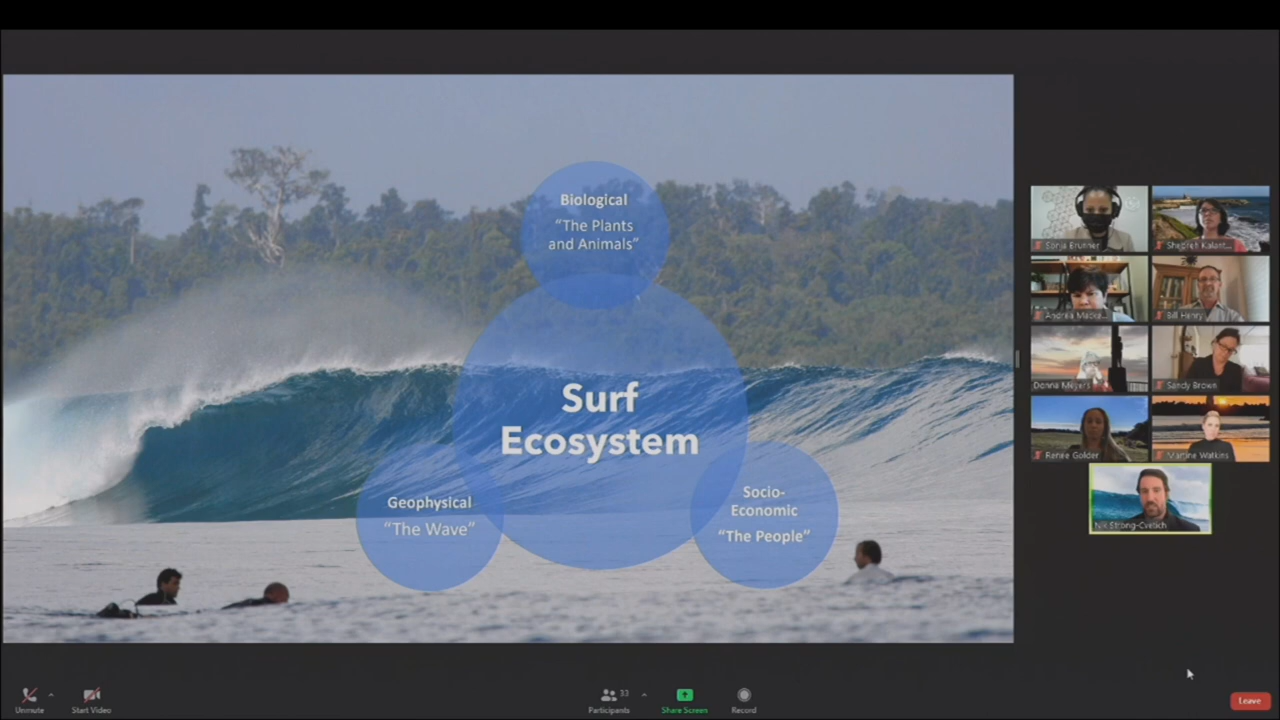 Biological
“The Plants
and Animals”
Surf
Ecosystem
Geophysical
“The Wave”
Socio-
Economic
“The People”
Sonja Brunner
Shebreh Kalant...
Andrea Macka...
Bill Henry
Donna Meyers
Sandy Brown
Renee Golder
Martine Watkins
Nik Strong-Cvetich
Unmute
Start Video
33
Participants
Share Screen
Record
Leave